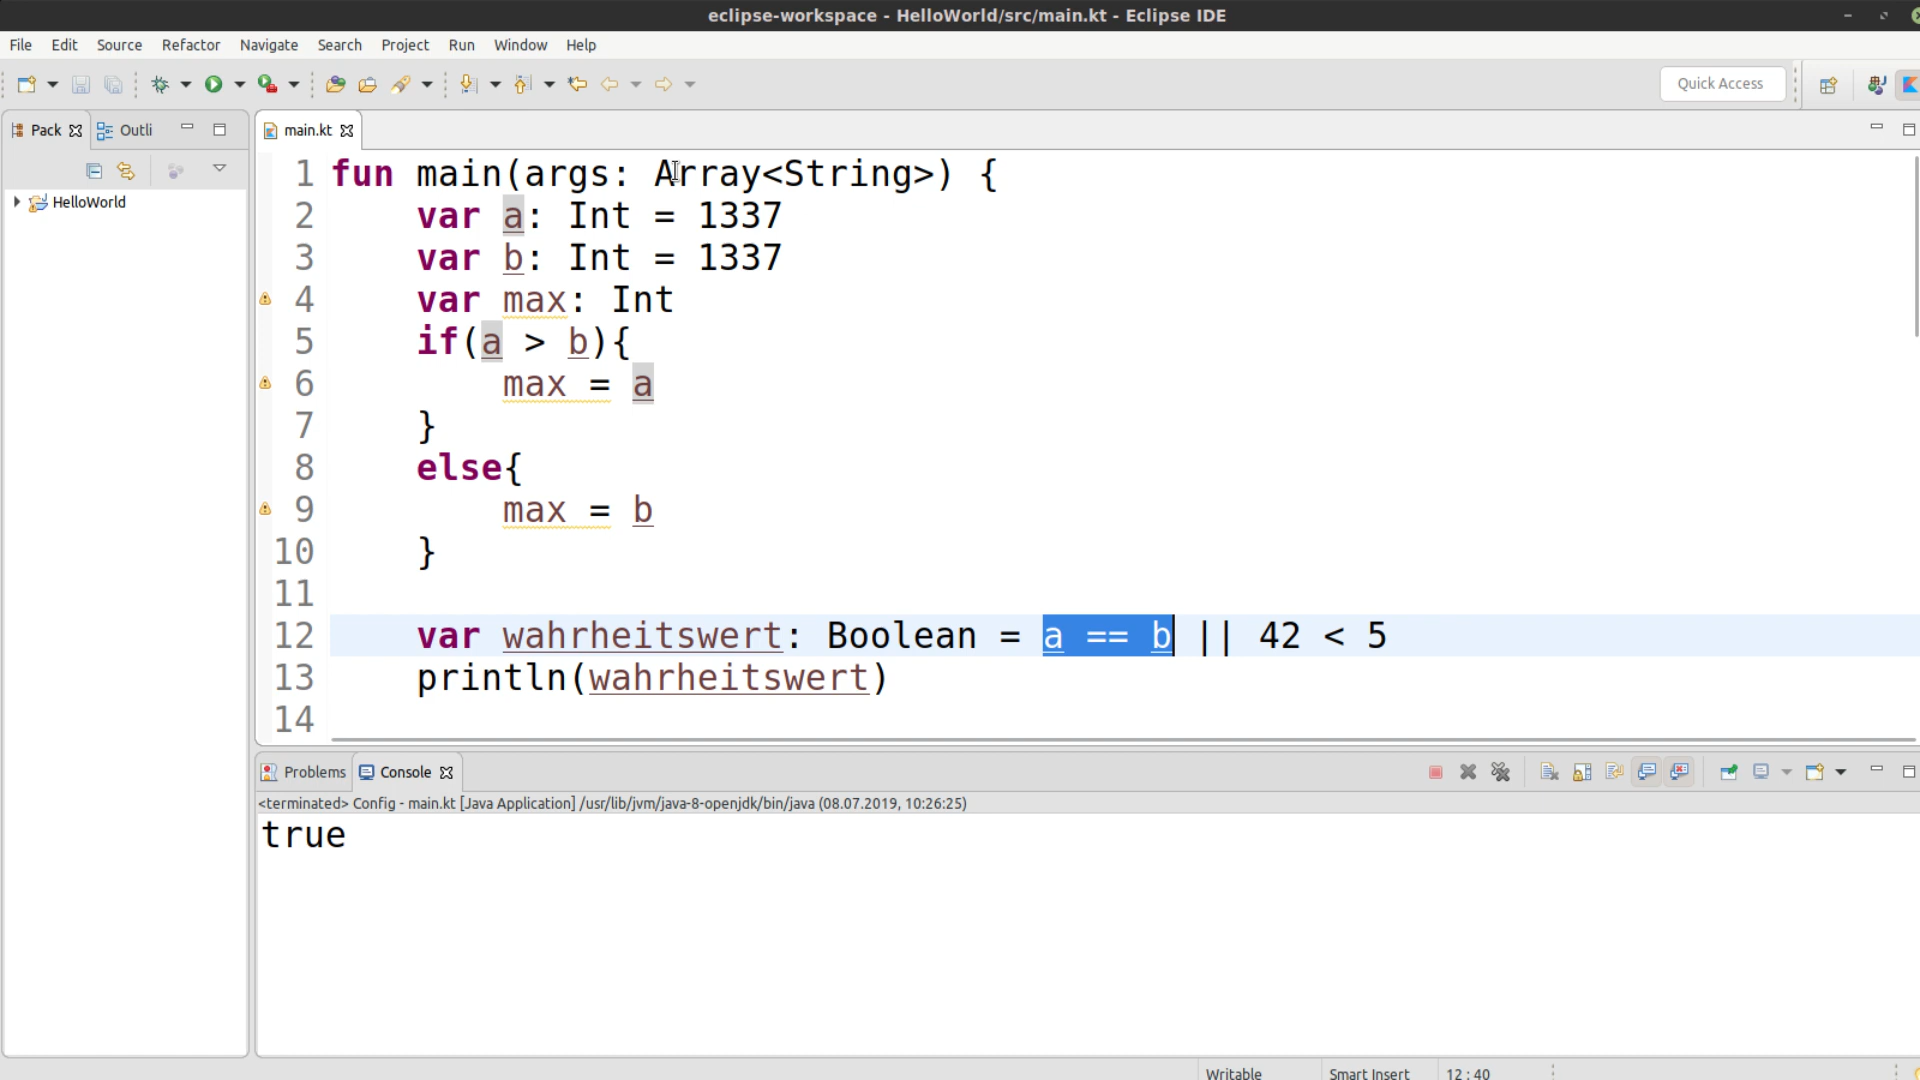 eclipse-workspace - HelloWorld/src/main.kt - Eclipse IDE
File Edit Source Refactor Navigate Search Project Run Window Help
Quick Access
Pack Outli
main.kt
HelloWorld
1 fun main(args: Array<String>) {
2 var a: Int = 1337
3 var b: Int = 1337
4 var max: Int
5 if(a > b){
6 max = a
7 }
8 else{
9 max = b
10 }
11
12 var wahrheitswert: Boolean = a == b || 42 < 5
13 println(wahrheitswert)
14
Problems Console
<terminated> Config - main.kt [Java Application] /usr/lib/jvm/java-8-openjdk/bin/java (08.07.2019, 10:26:25)
true
Writable Smart Insert 12 : 40